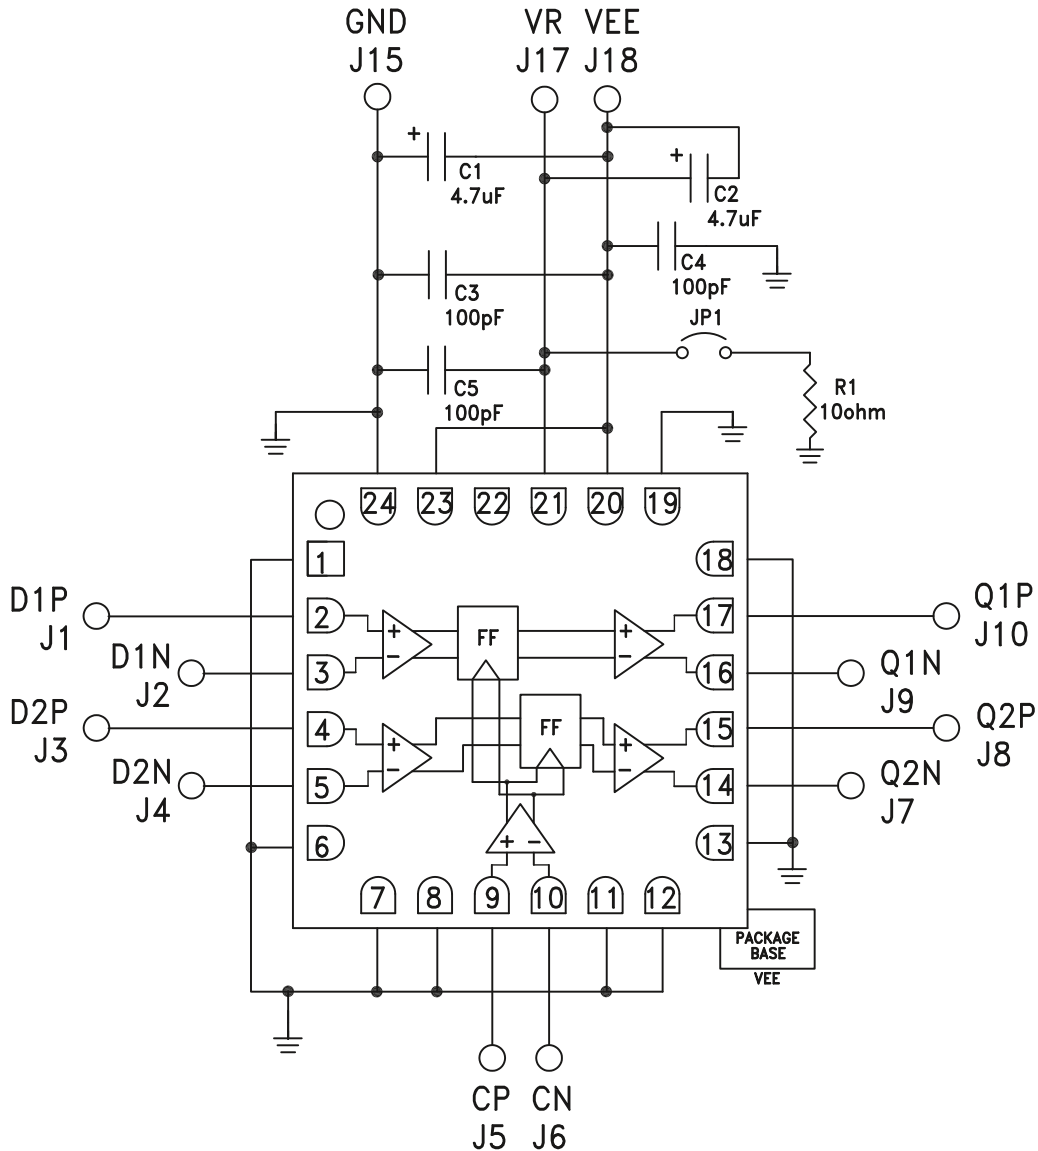 GND VR VEE
J15 J17 J18
+
C1
4.7uF
+
C2
4.7uF
C4
100pF
C3
100pF
JP1
C5
100pF
R1
10ohm
24 23 22 21 20 19
1
18
D1P
J1
2
17
Q1P
J10
+
-
FF
+
-
D1N
J2
3
16
Q1N
J9
D2P
J3
4
15
Q2P
J8
+
-
FF
+
-
D2N
J4
5
14
Q2N
J7
6
+ -
13
7 8 9 10 11 12
PACKAGE
BASE
VEE
CP CN
J5 J6